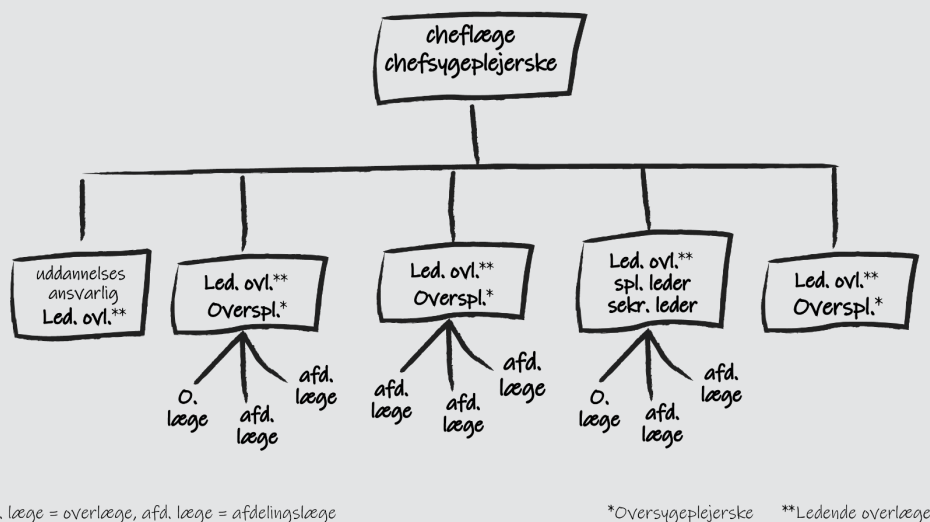 cheflæge
chefsygeplejerske
uddannelses
ansvarlig
Led. ovl.**
Led. ovl.**
Overspl.*
Led. ovl.**
Overspl.*
Led. ovl.**
spl. leder
sekr. leder
Led. ovl.**
Overspl.*
O.
læge
afd.
læge
afd.
læge
afd.
læge
afd.
læge
afd.
læge
O.
læge
afd.
læge
afd.
læge
. læge = overlæge, afd. læge = afdelingslæge
*Oversygeplejerske **Ledende overlæge